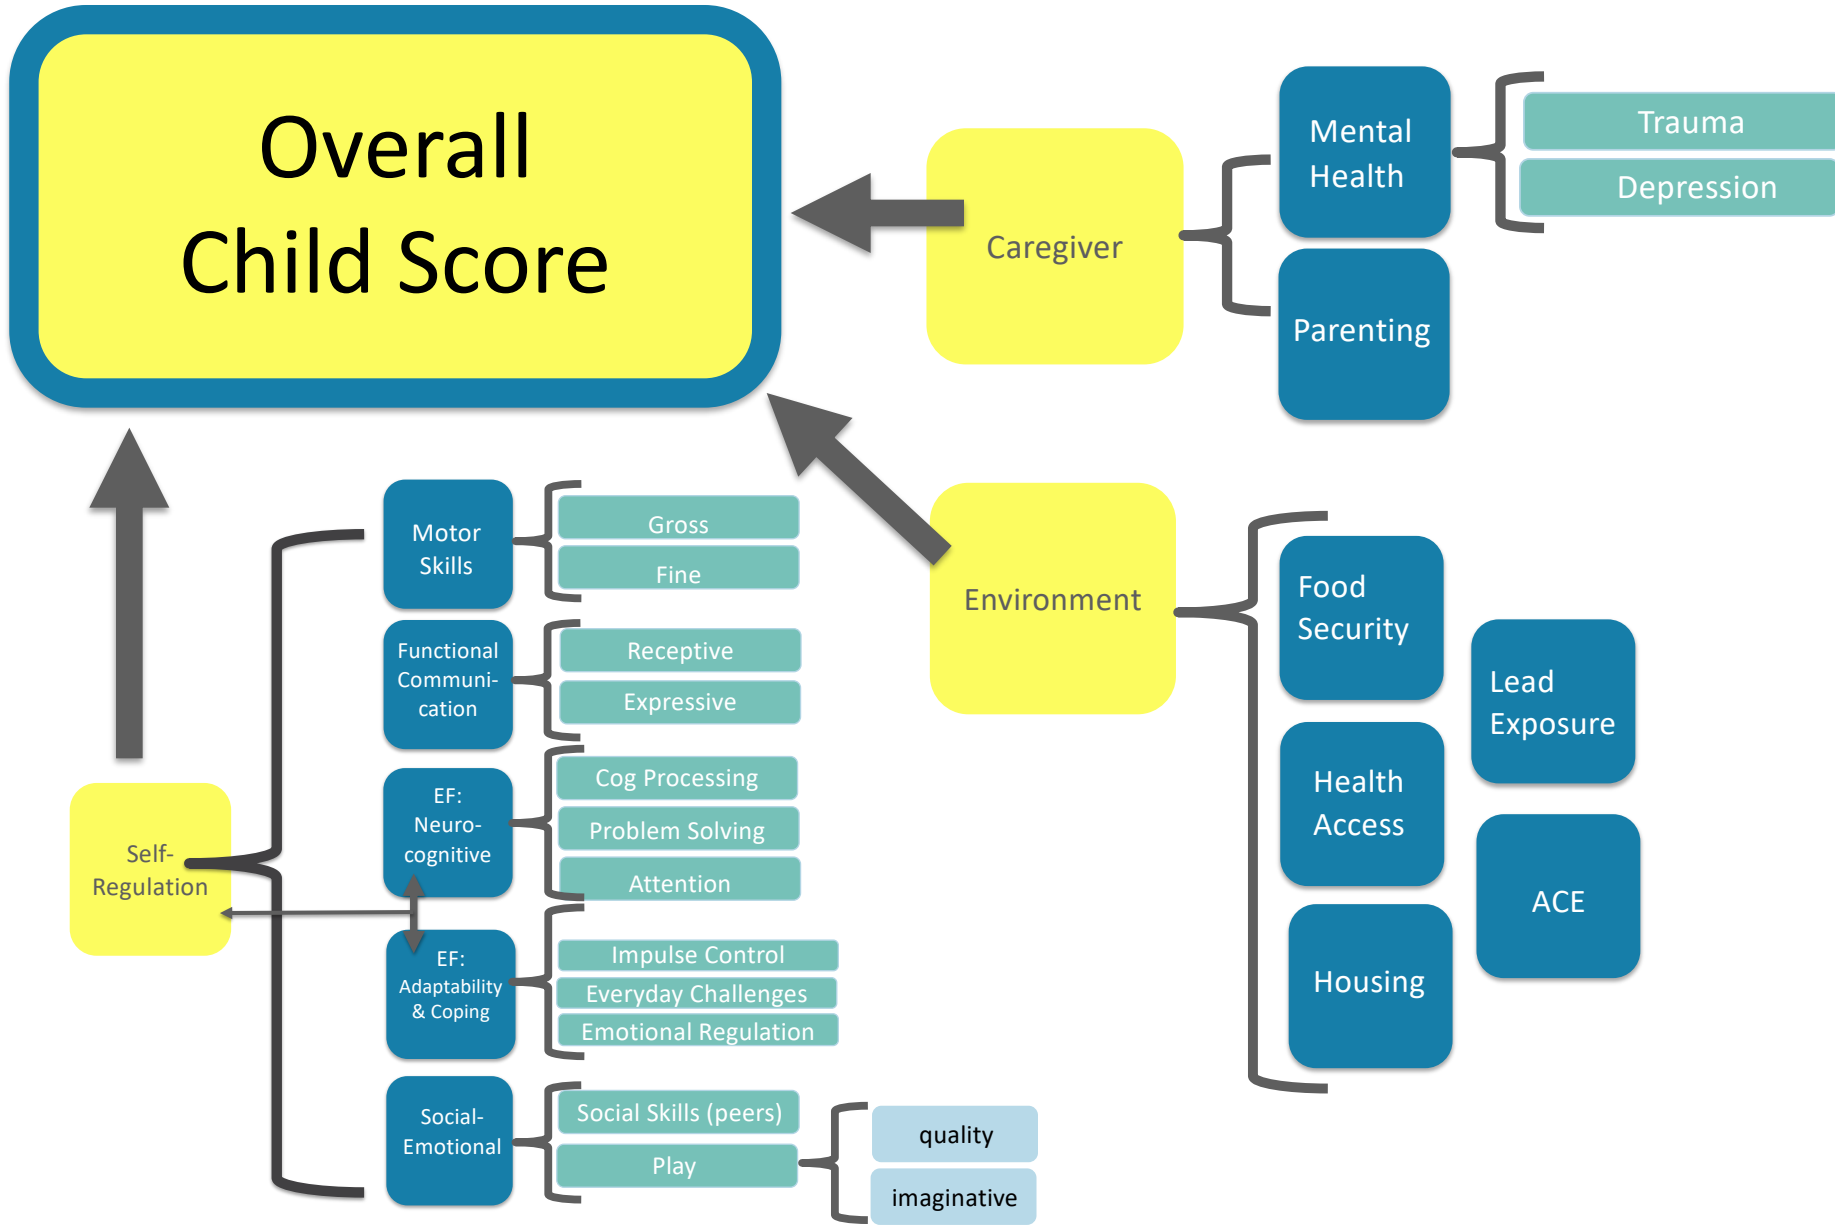 Overall
Child Score
Caregiver
Mental
Health
Trauma
Depression
Parenting
Environment
Food
Security
Lead
Exposure
Health
Access
ACE
Housing
Self-
Regulation
Motor
Skills
Gross
Fine
Functional
Communi-
cation
Receptive
Expressive
EF:
Neuro-
cognitive
Cog Processing
Problem Solving
Attention
EF:
Adaptability
& Coping
Impulse Control
Everyday Challenges
Emotional Regulation
Social-
Emotional
Social Skills (peers)
Play
quality
imaginative